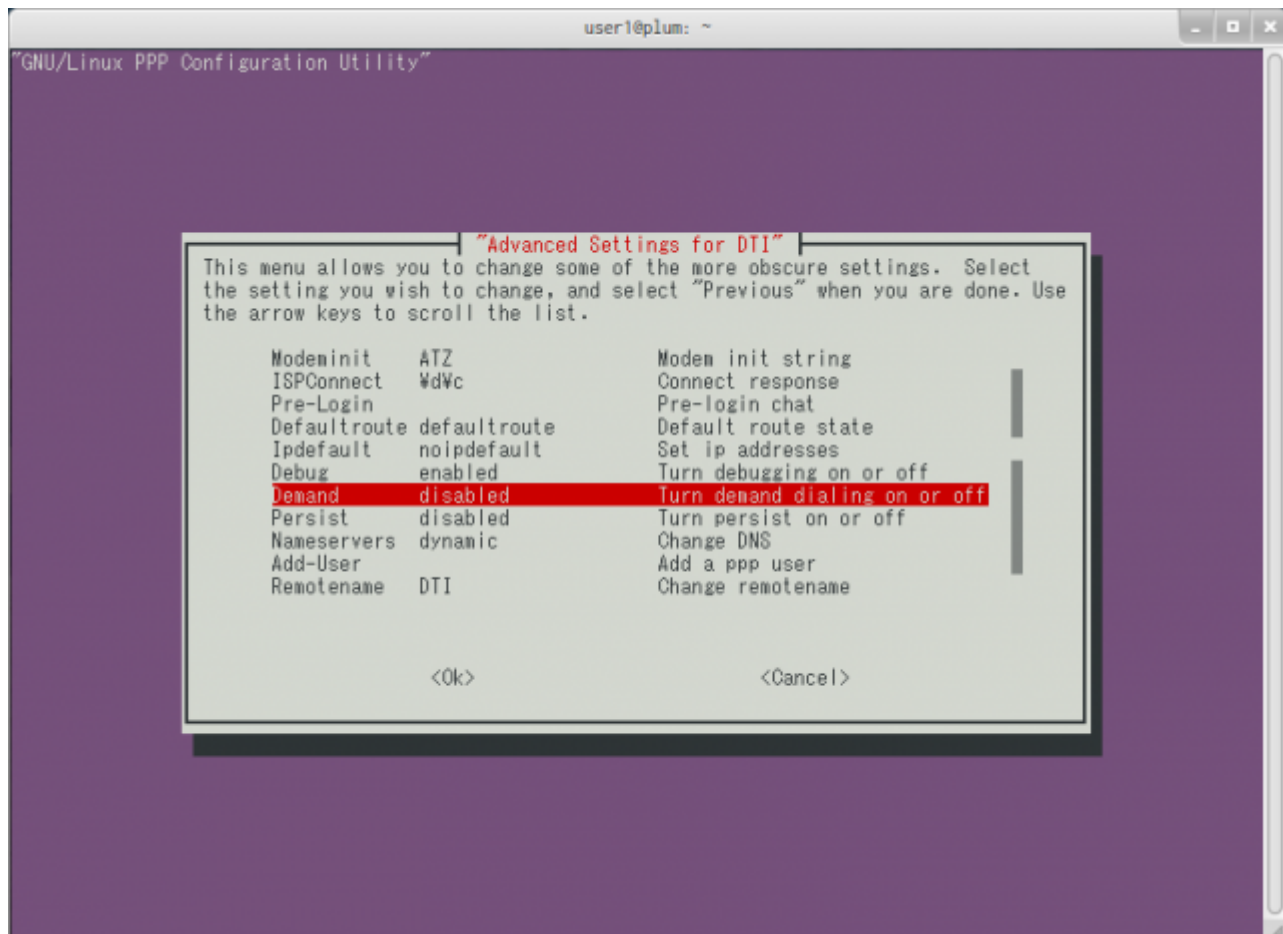 user1@plum: ~
"GNU/Linux PPP Configuration Utility"
"Advanced Settings for DTI"
This menu allows you to change some of the more obscure settings.  Select
the setting you wish to change, and select "Previous" when you are done. Use
the arrow keys to scroll the list.
Modeminit ATZ Modem init string
ISPConnect ¥d¥c Connect response
Pre-Login Pre-login chat
Defaultroute defaultroute Default route state
Ipdefault noipdefault Set ip addresses
Debug enabled Turn debugging on or off
Demand disabled Turn demand dialing on or off
Persist disabled Turn persist on or off
Nameservers dynamic Change DNS
Add-User Add a ppp user
Remotename DTI Change remotename
<Ok> <Cancel>